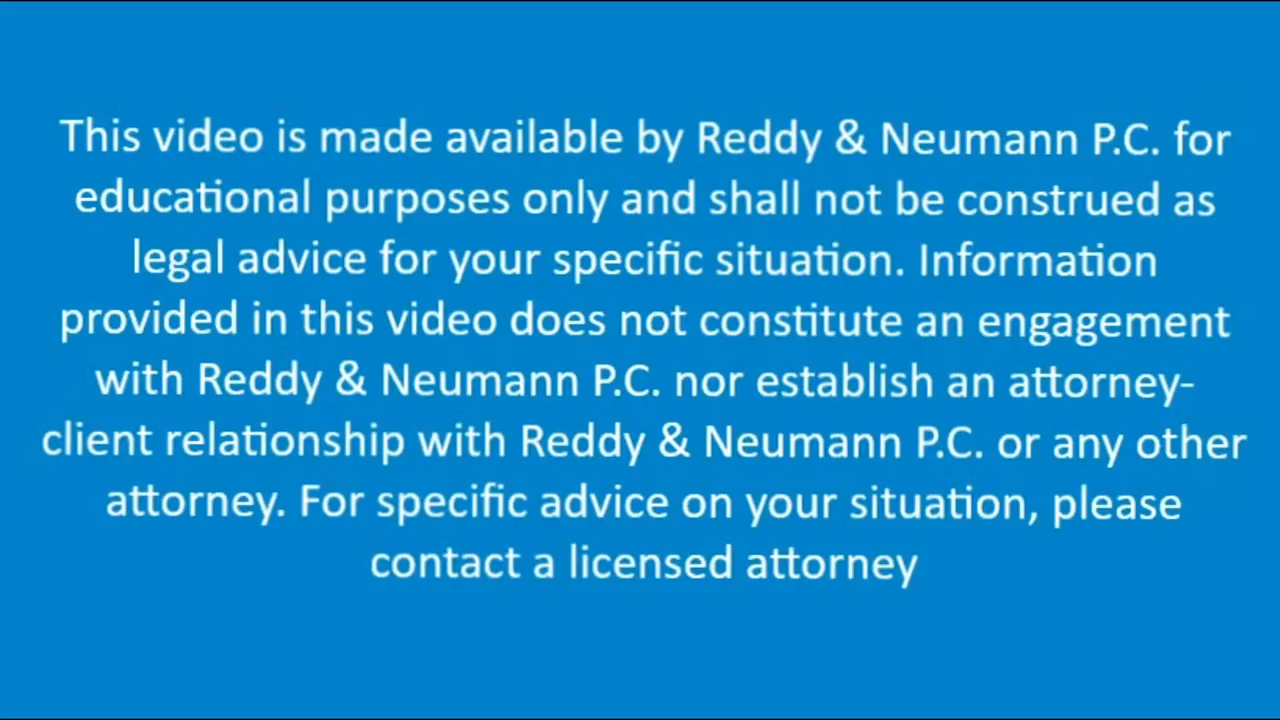 This video is made available by Reddy & Neumann P.C. for
educational purposes only and shall not be construed as
legal advice for your specific situation. Information
provided in this video does not constitute an engagement
with Reddy & Neumann P.C. nor establish an attorney-
client relationship with Reddy & Neumann P.C. or any other
attorney. For specific advice on your situation, please
contact a licensed attorney